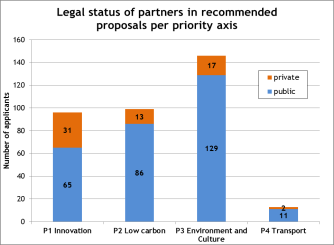 Legal status of partners in recommended
proposals per priority axis
Number of applicants
160
140
120
100
80
60
40
20
0
31
65
13
86
17
129
2
11
private
public
P1 Innovation
P2 Low carbon
P3 Environment and
Culture
P4 Transport